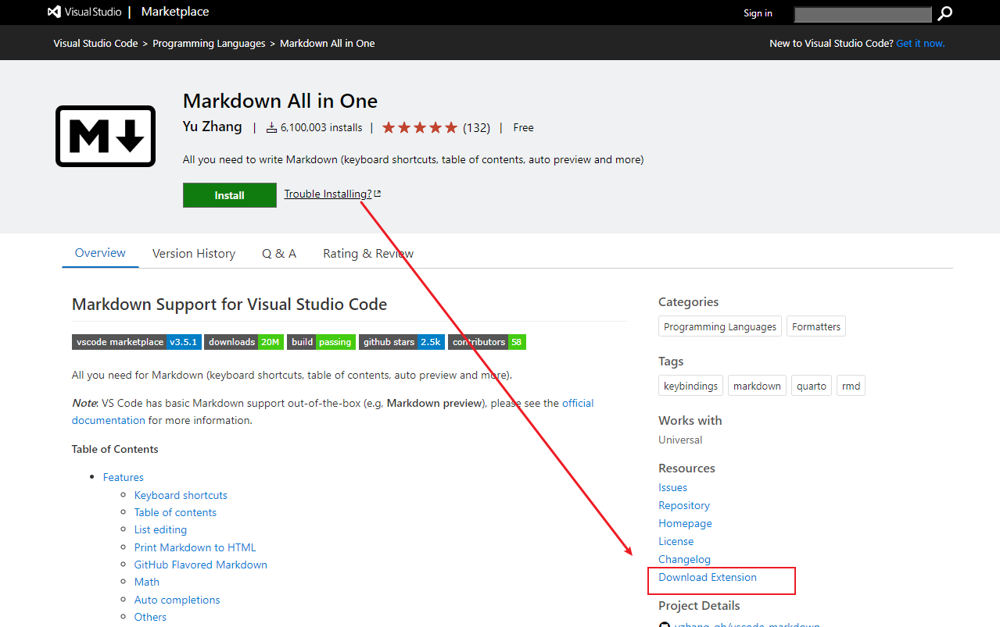 Visual Studio | Marketplace
Sign in
Visual Studio Code > Programming Languages > Markdown All in One
New to Visual Studio Code? Get it now.
M
Markdown All in One
Yu Zhang | 6,100,003 installs | (132) | Free
All you need to write Markdown (keyboard shortcuts, table of contents, auto preview and more)
Install
Trouble Installing?
Overview
Version History
Q & A
Rating & Review
Markdown Support for Visual Studio Code
vscode marketplace v3.5.1 downloads 20M build passing github stars 2.5k contributors 58
All you need for Markdown (keyboard shortcuts, table of contents, auto preview and more).
Note: VS Code has basic Markdown support out-of-the-box (e.g, Markdown preview), please see the official
documentation for more information.
Table of Contents
Features
Keyboard shortcuts
Table of contents
List editing
Print Markdown to HTML
GitHub Flavored Markdown
Math
Auto completions
Others
Categories
Programming Languages
Formatters
Tags
keybindings
markdown
quarto
rmd
Works with
Universal
Resources
Issues
Repository
Homepage
License
Changelog
Download Extension
Project Details
yzhang-gh/vscode-markdown